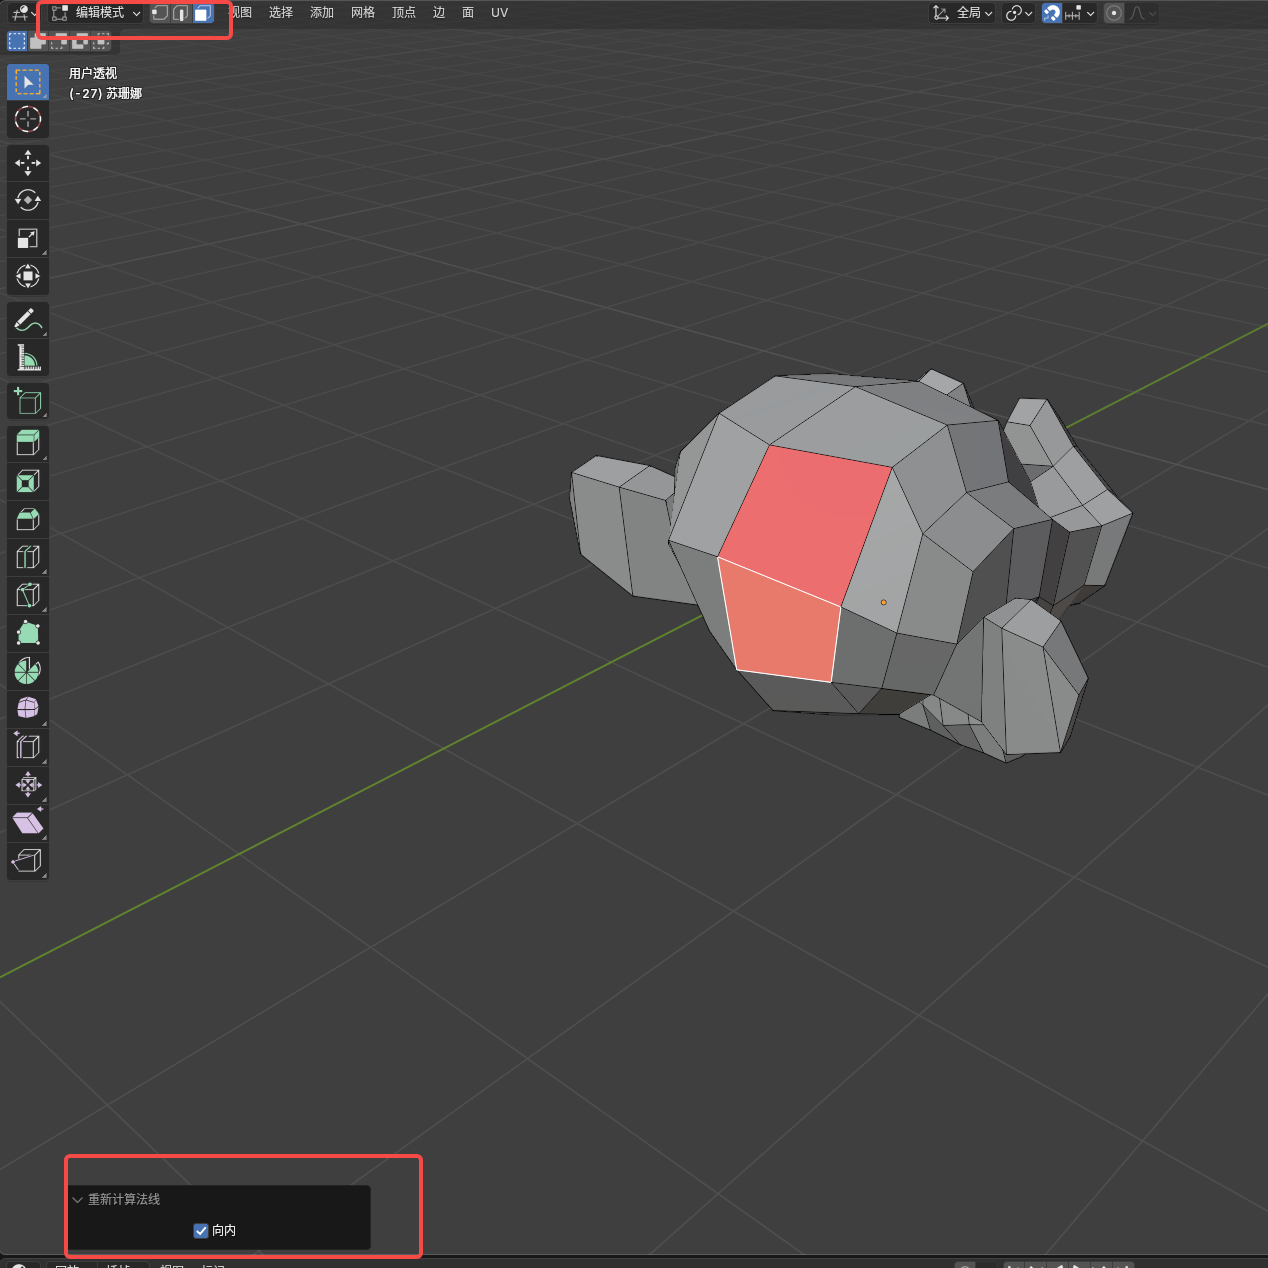 编辑模式 视图 选择 添加 网格 顶点 边 面 UV 全局
用户透视
(-27) 苏珊娜
重新计算法线
向内